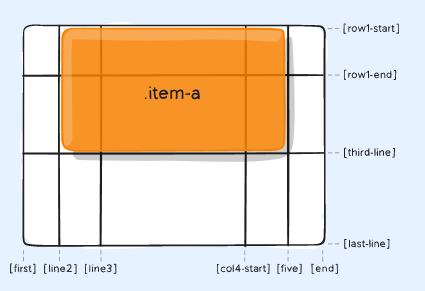 [row1-start]
[row1-end]
.item-a
[third-line]
[last-line]
[first] [line2] [line3] [col4-start] [five] [end]